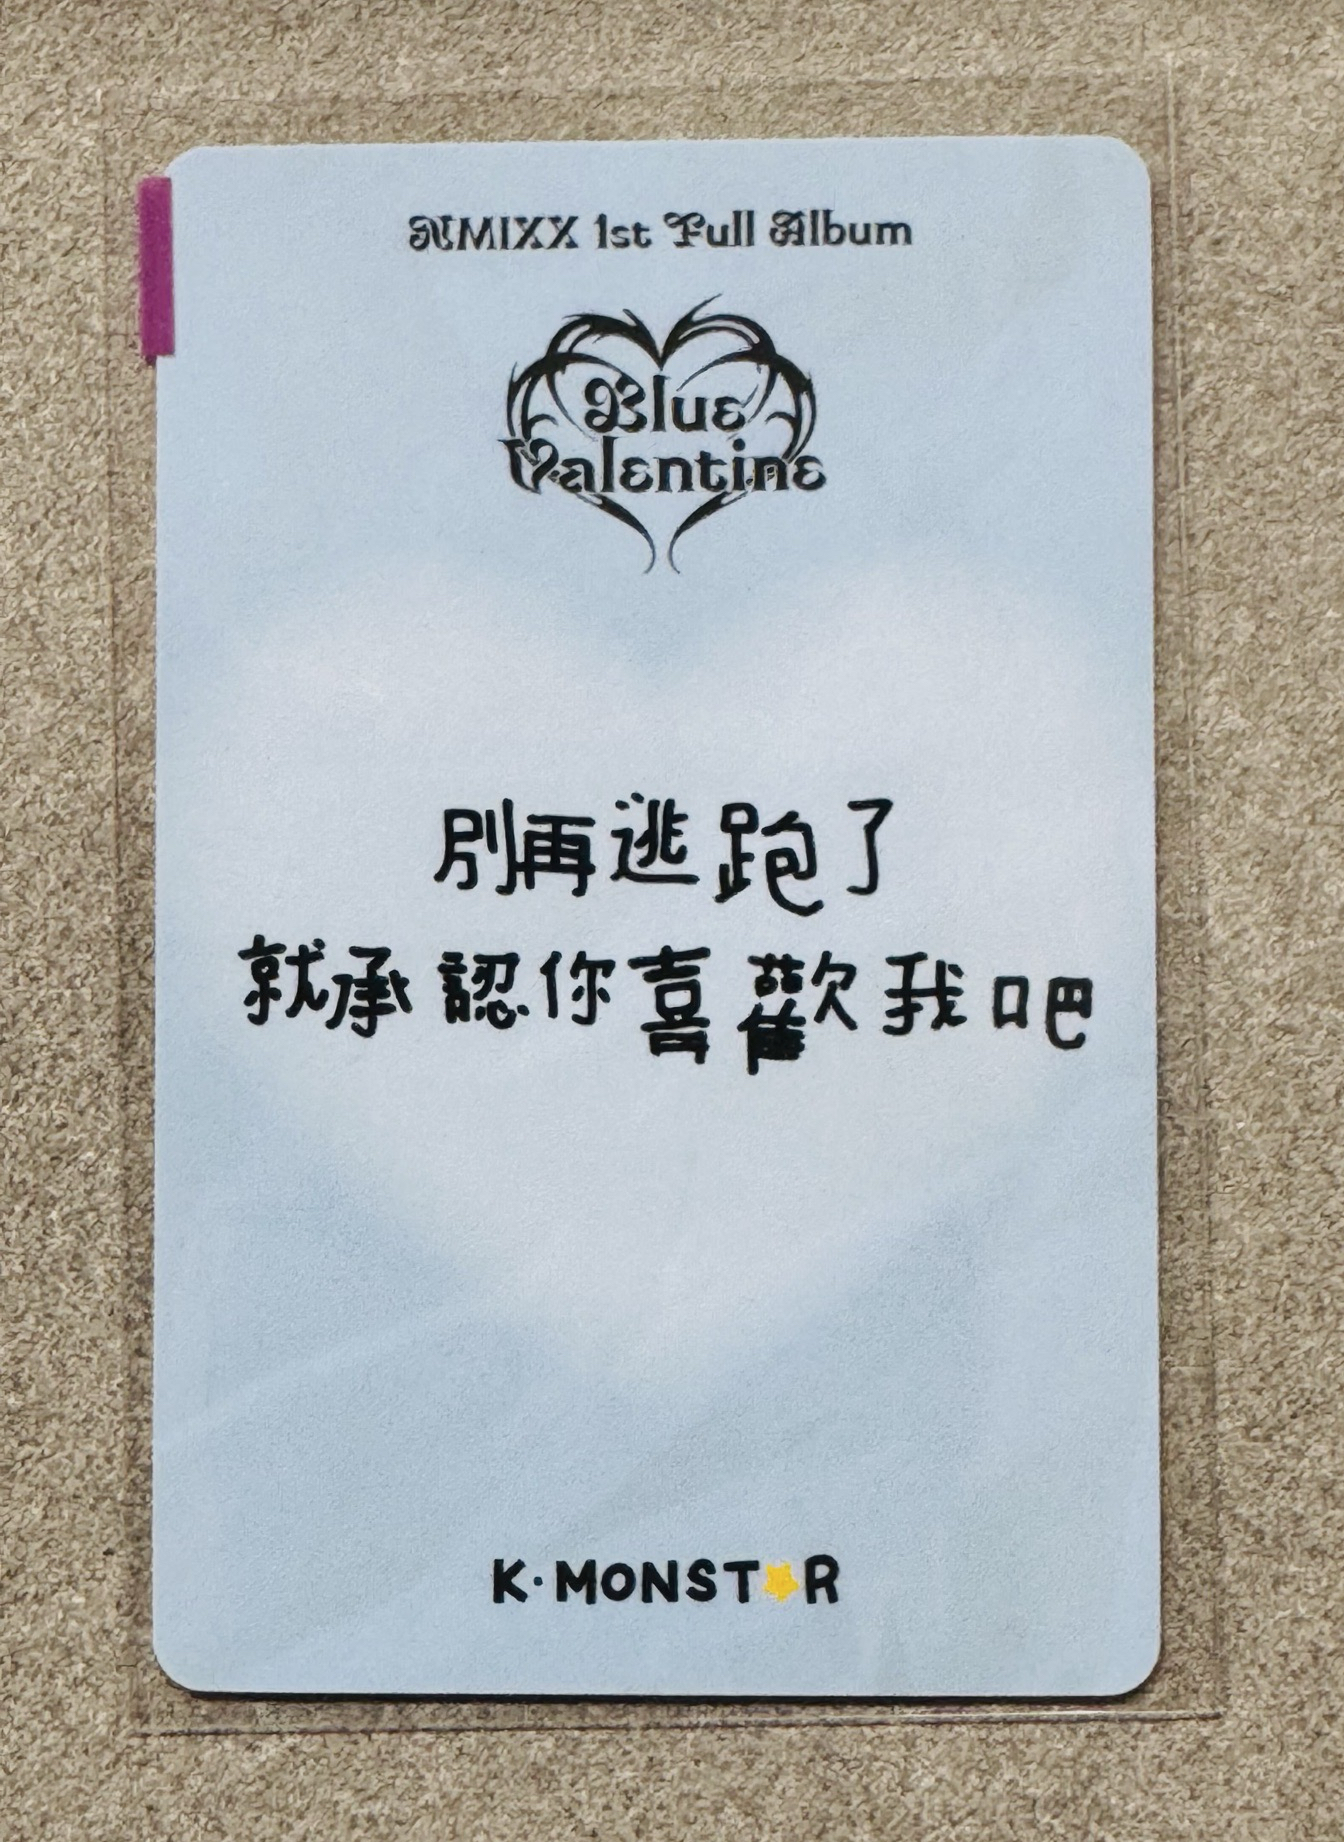 NMIXX 1st Full Album
Blue
Valentine
別再逃跑了
就承認你喜歡我吧
K·MONST★R